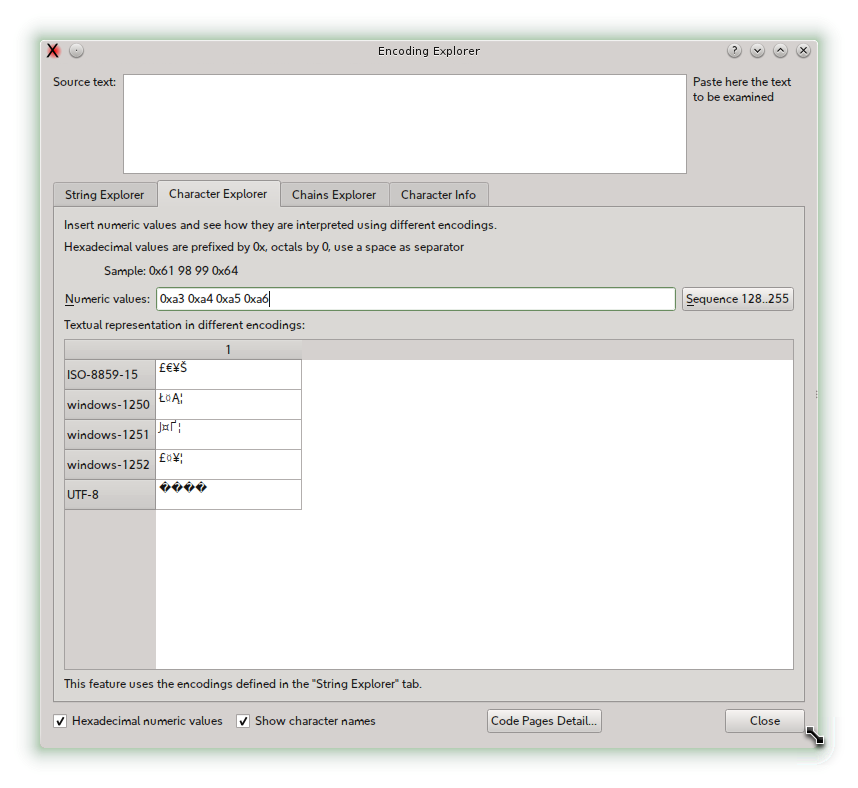 Encoding Explorer
Source text:
Paste here the text
to be examined
String Explorer
Character Explorer
Chains Explorer
Character Info
Insert numeric values and see how they are interpreted using different encodings.
Hexadecimal values are prefixed by 0x, octals by 0, use a space as separator
Sample: 0x61 98 99 0x64
Numeric values: 0xa3 0xa4 0xa5 0xa6
Sequence 128..255
Textual representation in different encodings:
1
ISO-8859-15 £€¥Š
windows-1250 Ł¤Ą¦
windows-1251 Ј¤Ґ¦
windows-1252 £¤¥¦
UTF-8 ����
This feature uses the encodings defined in the "String Explorer" tab.
Hexadecimal numeric values
Show character names
Code Pages Detail...
Close